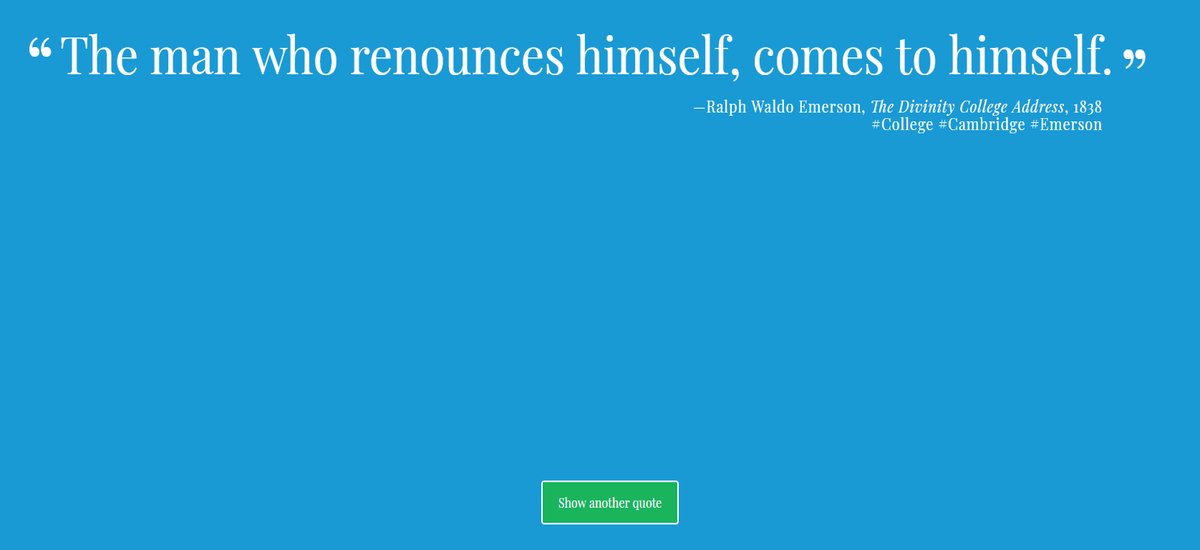 “ The man who renounces himself, comes to himself. ”
—Ralph Waldo Emerson, The Divinity College Address, 1838
#College #Cambridge #Emerson
Show another quote